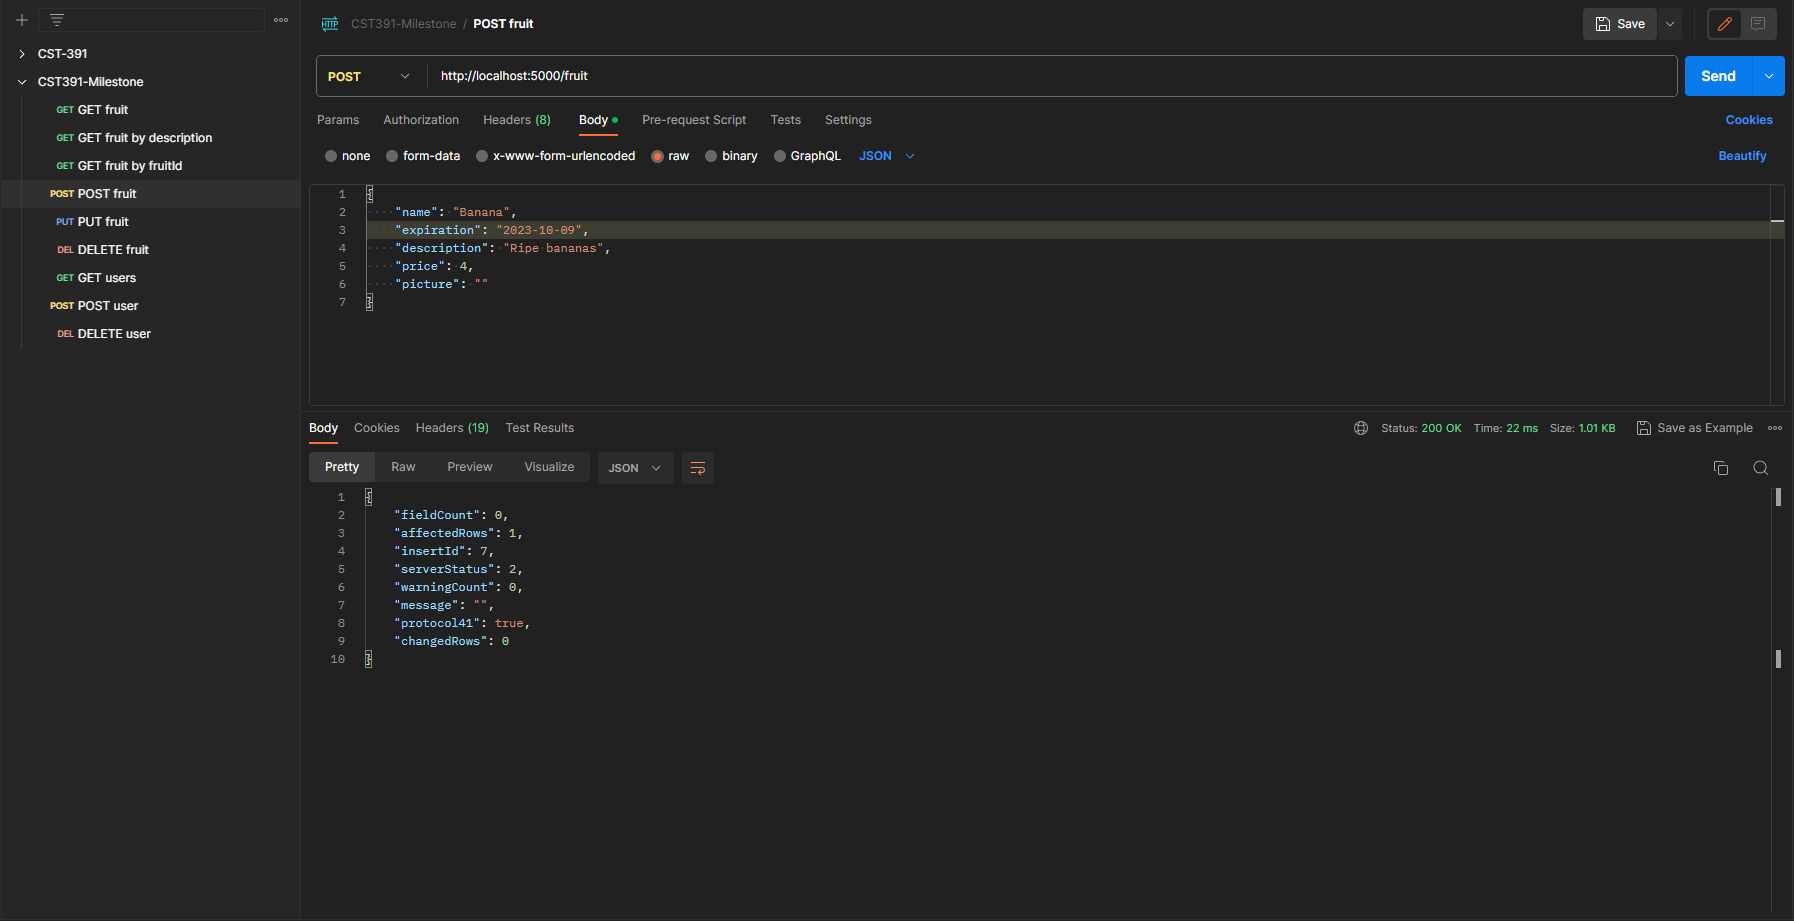 CST-391
CST391-Milestone
GET GET fruit
GET GET fruit by description
GET GET fruit by fruitId
POST POST fruit
PUT PUT fruit
DEL DELETE fruit
GET GET users
POST POST user
DEL DELETE user
HTTP CST391-Milestone / POST fruit
Save
POST http://localhost:5000/fruit
Send
Params Authorization Headers (8) Body Pre-request Script Tests Settings Cookies
none form-data x-www-form-urlencoded raw binary GraphQL JSON Beautify
1 {
2 "name": "Banana",
3 "expiration": "2023-10-09",
4 "description": "Ripe bananas",
5 "price": 4,
6 "picture": ""
7 }
Body Cookies Headers (19) Test Results Status: 200 OK Time: 22 ms Size: 1.01 KB Save as Example
Pretty Raw Preview Visualize JSON
1 {
2 "fieldCount": 0,
3 "affectedRows": 1,
4 "insertId": 7,
5 "serverStatus": 2,
6 "warningCount": 0,
7 "message": "",
8 "protocol41": true,
9 "changedRows": 0
10 }